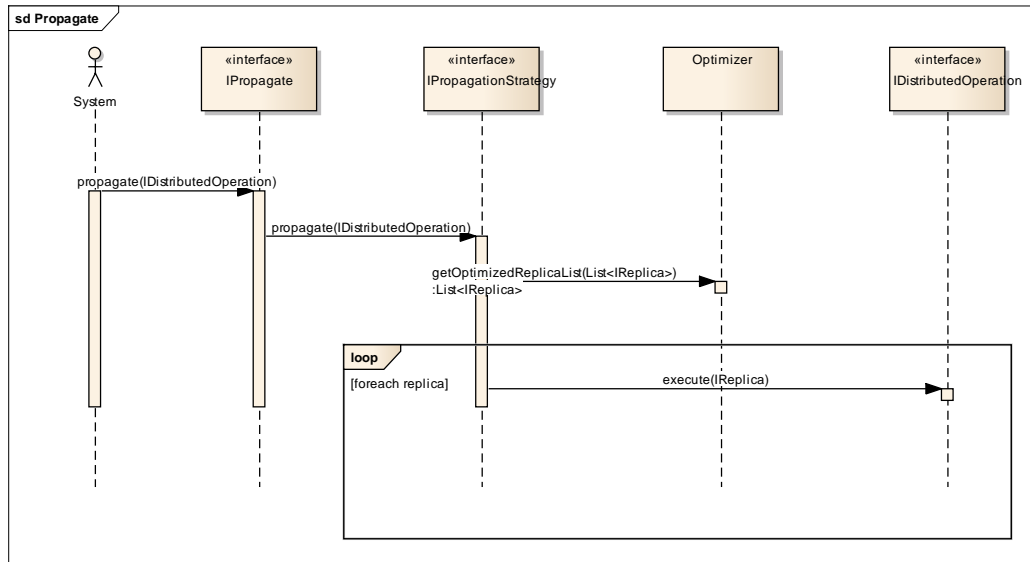 sd Propagate
System
«interface»
IPropagate
«interface»
IPropagationStrategy
Optimizer
«interface»
IDistributedOperation
propagate(IDistributedOperation)
propagate(IDistributedOperation)
getOptimizedReplicaList(List<IReplica>)
:List<IReplica>
loop
[foreach replica]
execute(IReplica)